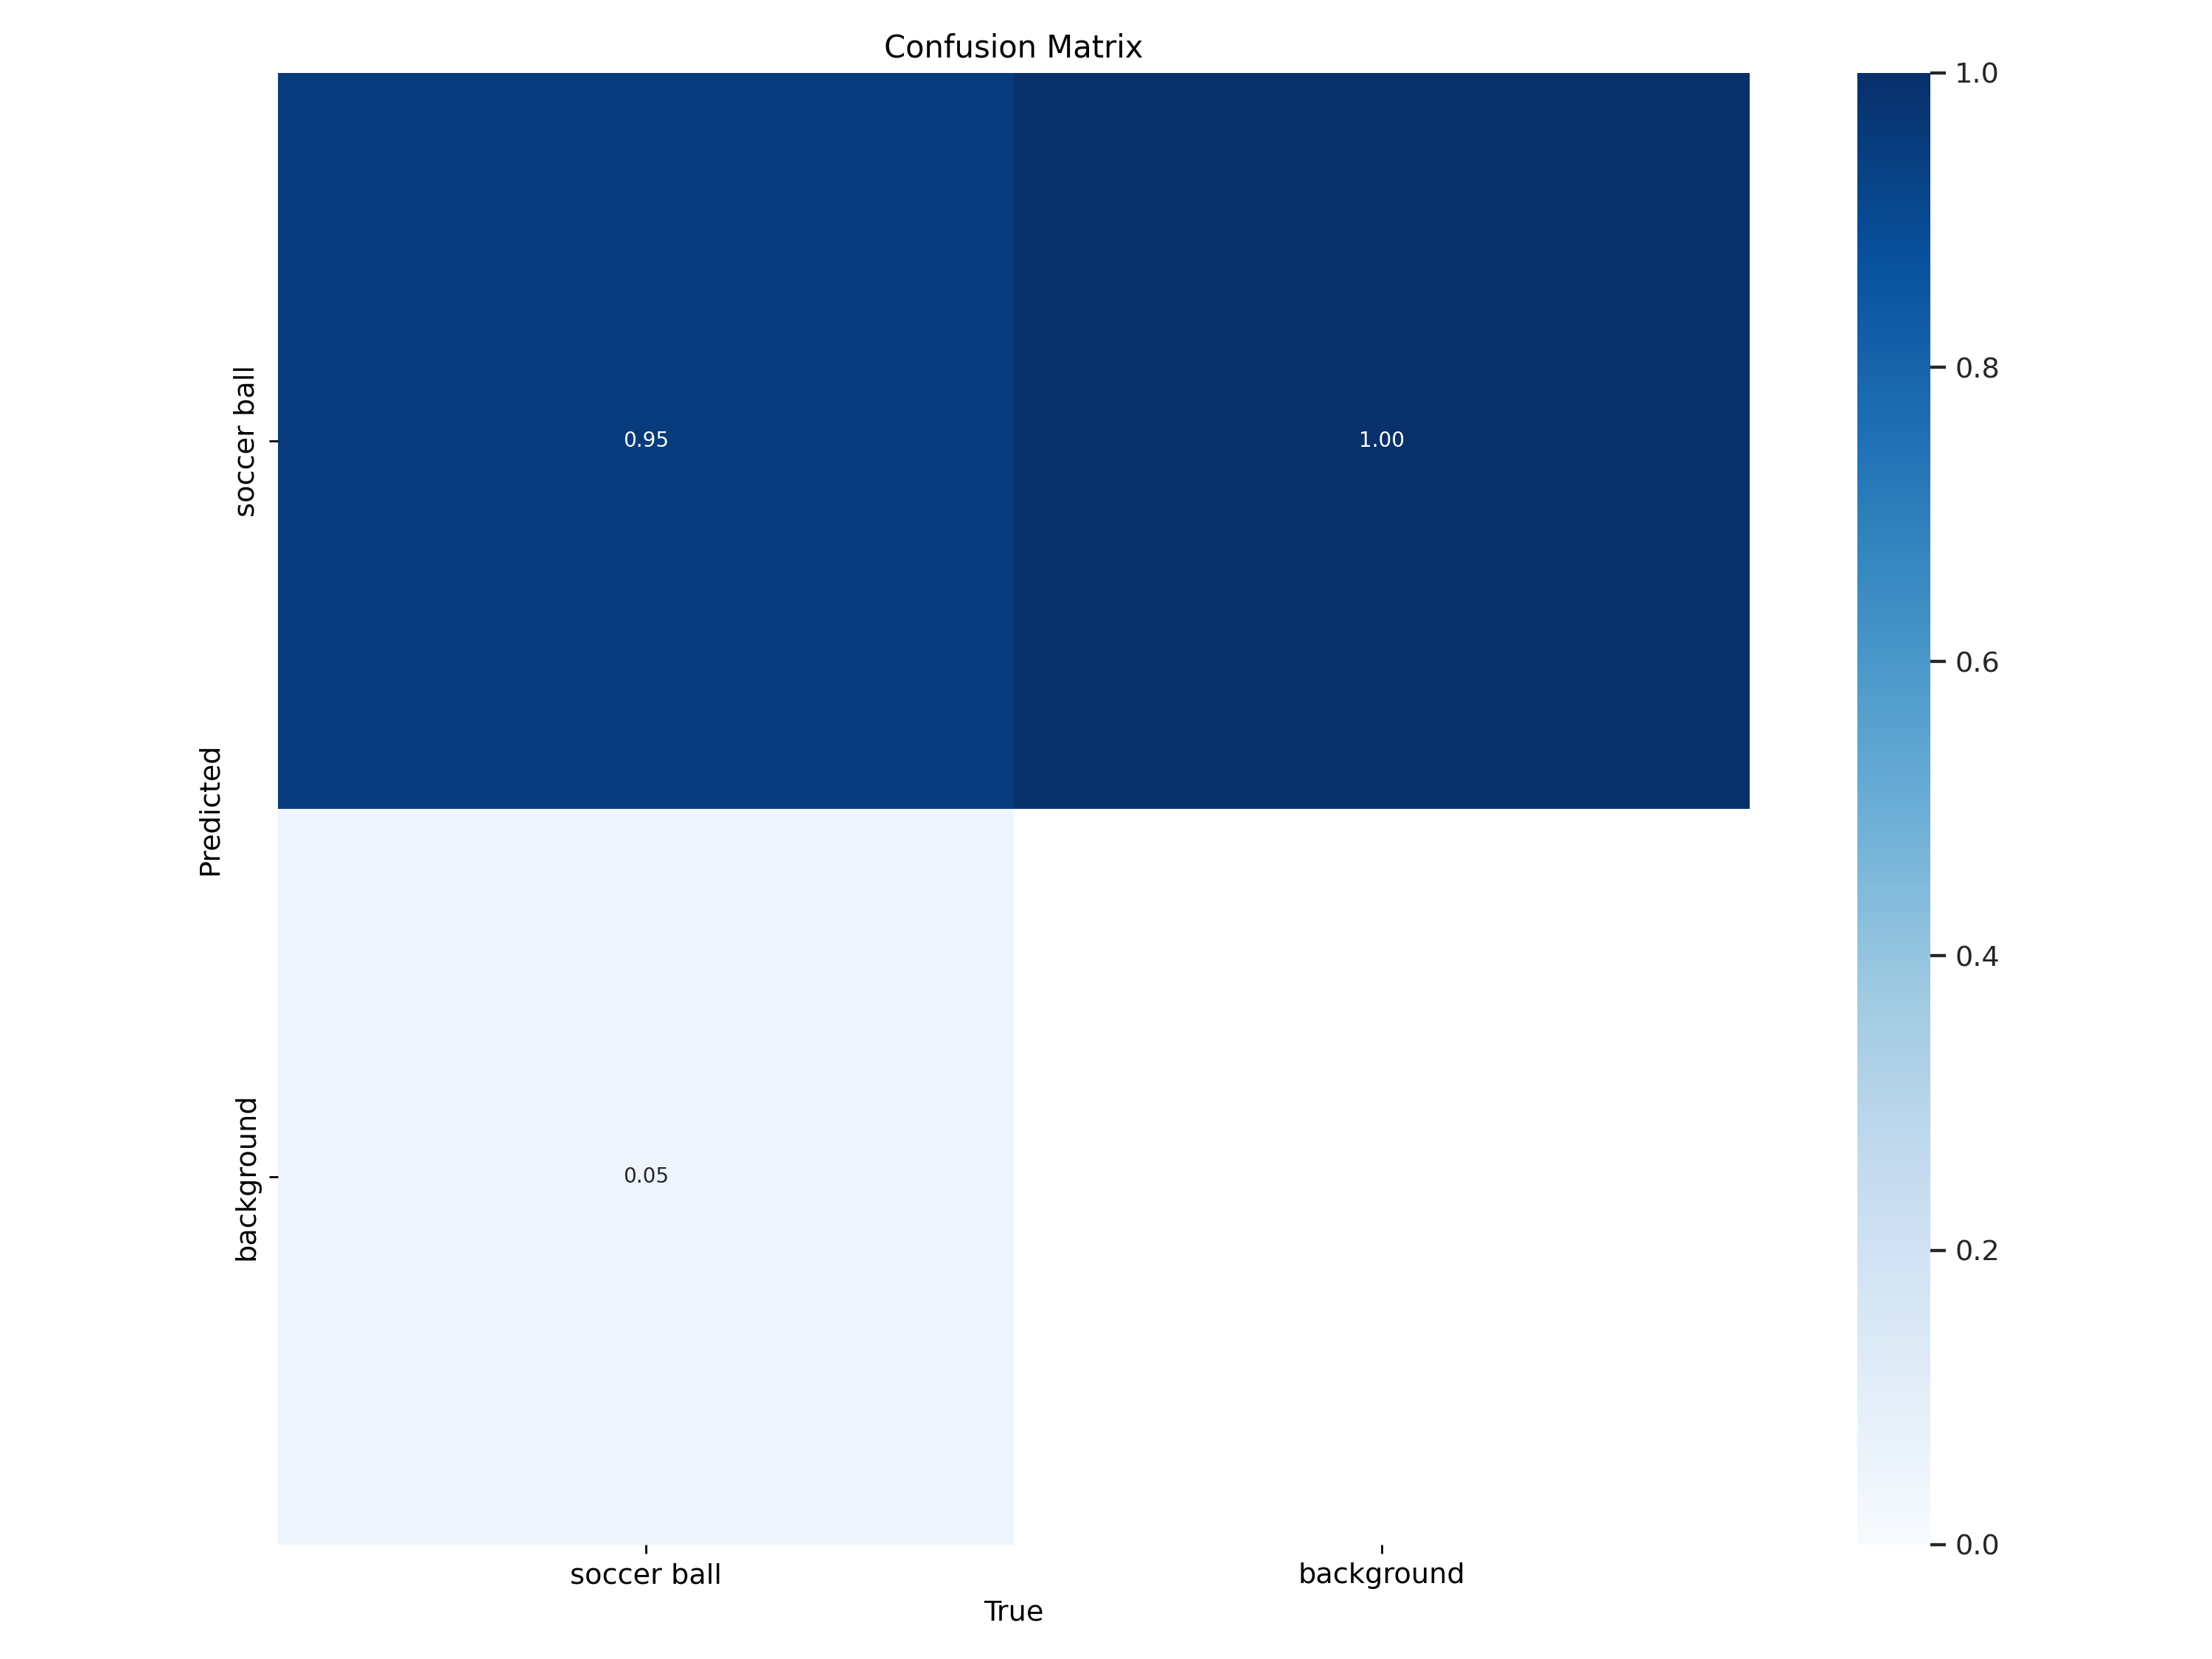 Confusion Matrix
soccer ball
background
Predicted
0.95
1.00
0.05
soccer ball
background
True
1.0
0.8
0.6
0.4
0.2
0.0